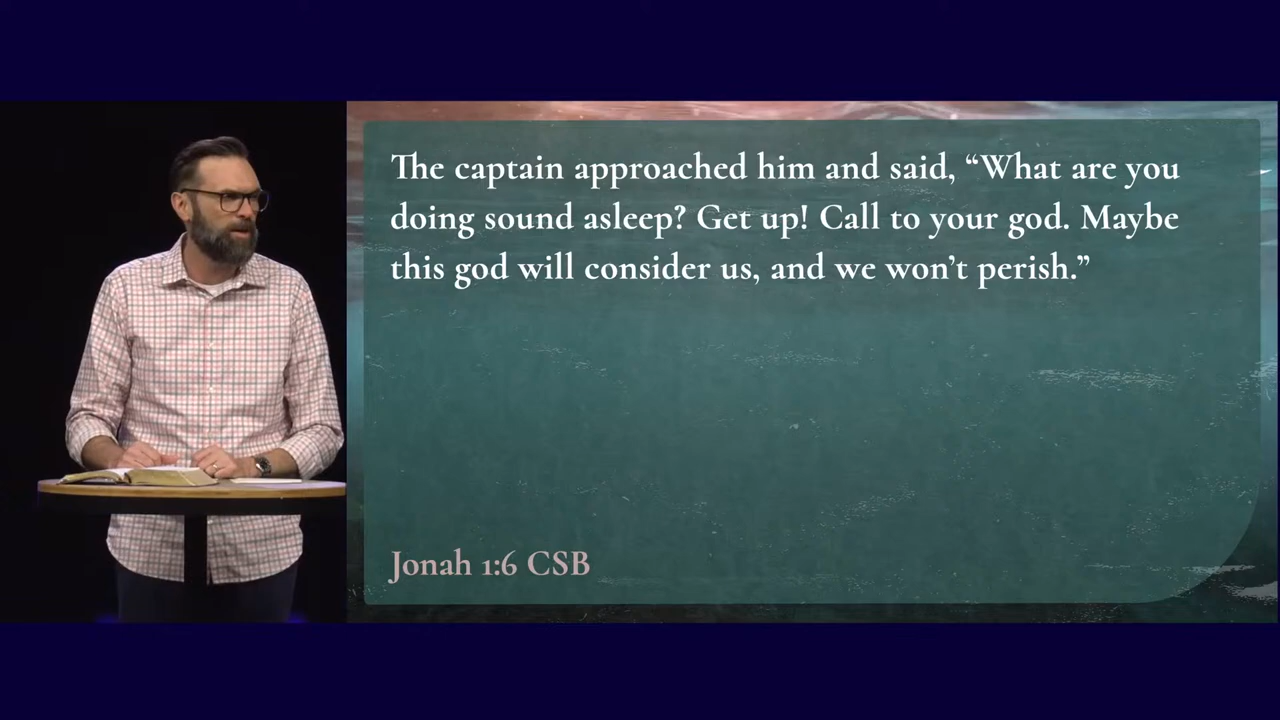 The captain approached him and said, “What are you
doing sound asleep? Get up! Call to your god. Maybe
this god will consider us, and we won’t perish.”
Jonah 1:6 CSB